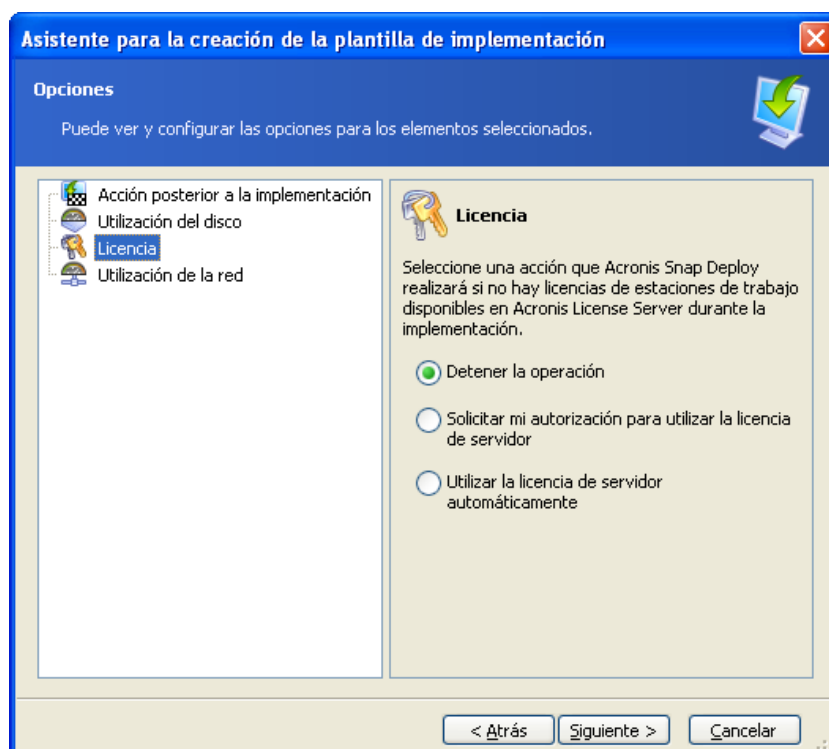 Asistente para la creación de la plantilla de implementación
Opciones
Puede ver y configurar las opciones para los elementos seleccionados.
Acción posterior a la implementación
Utilización del disco
Licencia
Utilización de la red
Licencia
Seleccione una acción que Acronis Snap Deploy
realizará si no hay licencias de estaciones de trabajo
disponibles en Acronis License Server durante la
implementación.
Detener la operación
Solicitar mi autorización para utilizar la licencia
de servidor
Utilizar la licencia de servidor
automáticamente
< Atrás
Siguiente >
Cancelar